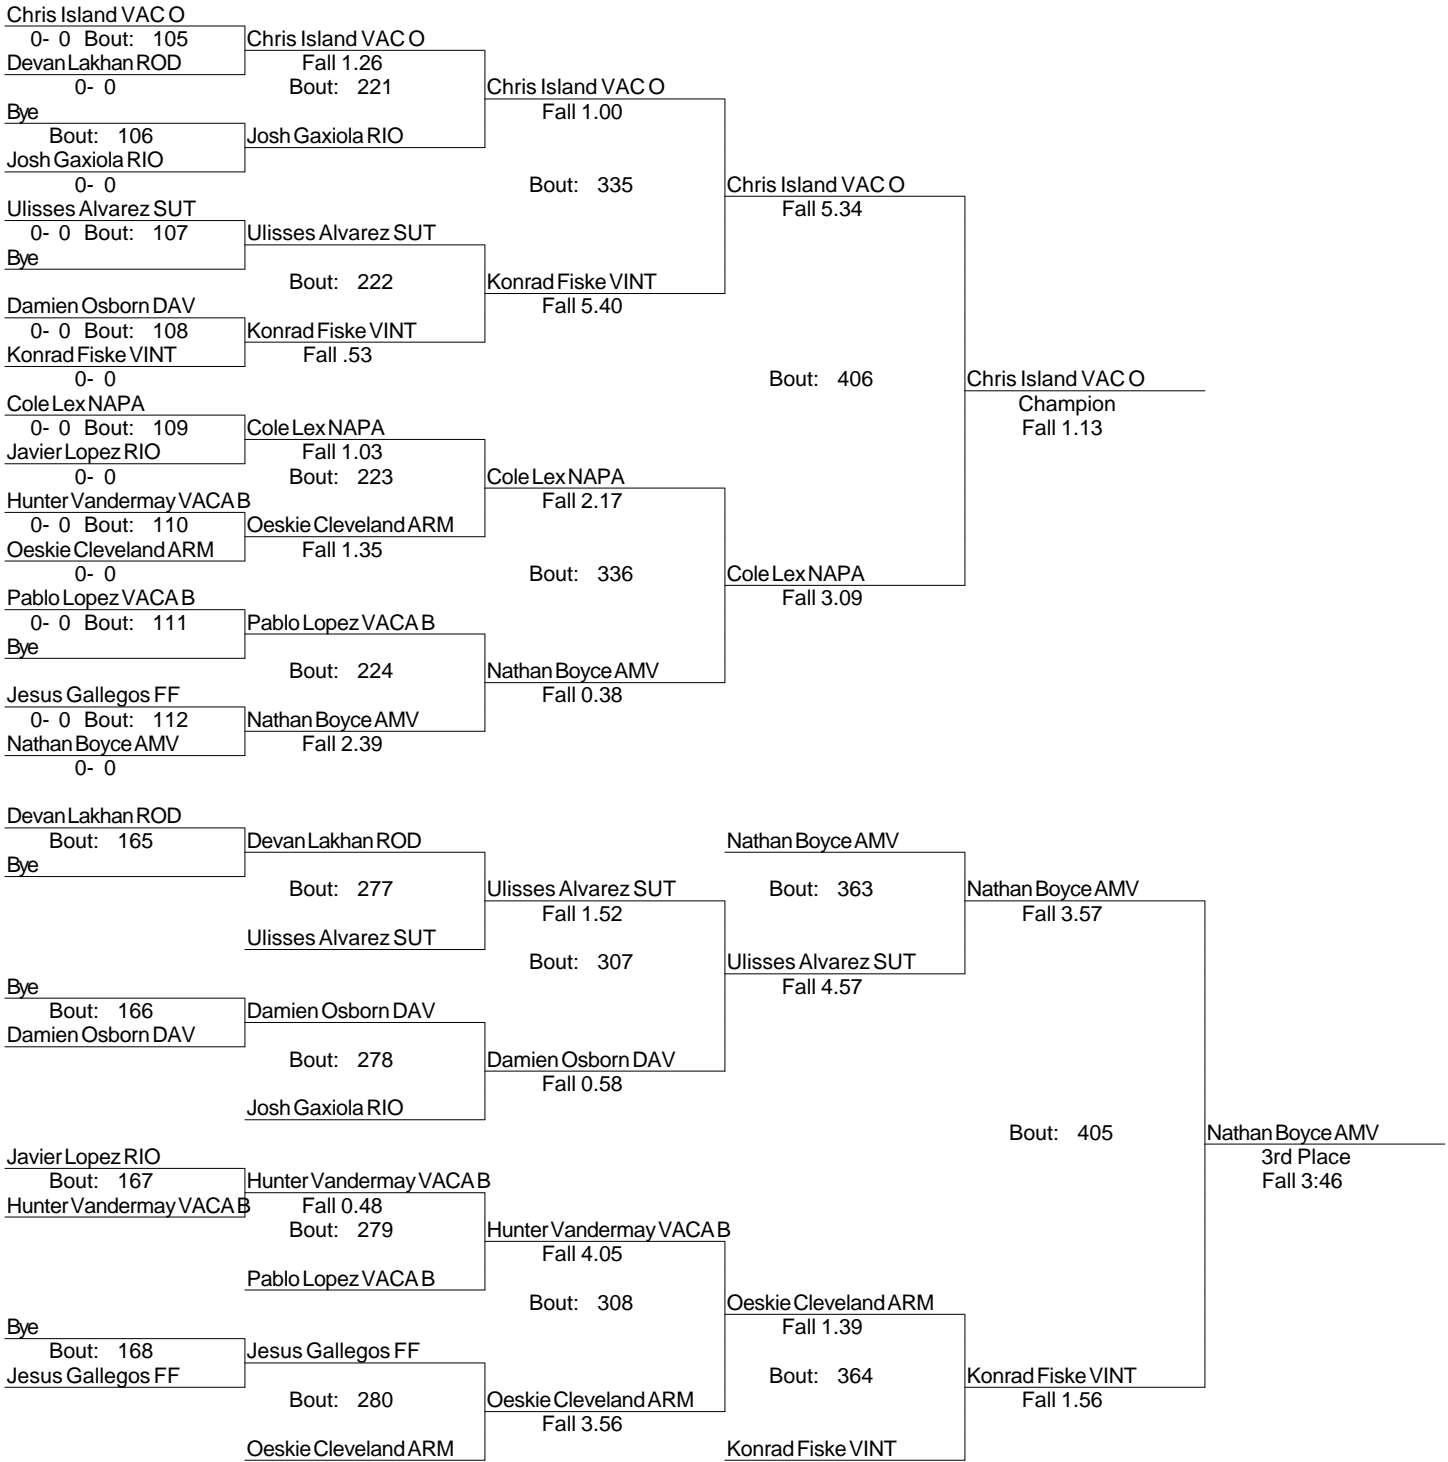 Chris Island VAC O
0- 0 Bout: 105 Chris Island VAC O
Devan Lakhan ROD Fall 1.26
0- 0 Bout: 221 Chris Island VAC O
Bye Fall 1.00
Bout: 106 Josh Gaxiola RIO
Josh Gaxiola RIO
0- 0 Bout: 335 Chris Island VAC O
Ulisses Alvarez SUT Fall 5.34
0- 0 Bout: 107 Ulisses Alvarez SUT
Bye
Bout: 222 Konrad Fiske VINT
Damien Osborn DAV Fall 5.40
0- 0 Bout: 108 Konrad Fiske VINT
Konrad Fiske VINT Fall .53
0- 0 Bout: 406 Chris Island VAC O
Cole Lex NAPA Champion
0- 0 Bout: 109 Cole Lex NAPA Fall 1.13
Javier Lopez RIO Fall 1.03
0- 0 Bout: 223 Cole Lex NAPA
Hunter Vandermay VACA B Fall 2.17
0- 0 Bout: 110 Oeskie Cleveland ARM
Oeskie Cleveland ARM Fall 1.35
0- 0 Bout: 336 Cole Lex NAPA
Pablo Lopez VACA B Fall 3.09
0- 0 Bout: 111 Pablo Lopez VACA B
Bye
Bout: 224 Nathan Boyce AMV
Jesus Gallegos FF Fall 0.38
0- 0 Bout: 112 Nathan Boyce AMV
Nathan Boyce AMV Fall 2.39
0- 0
Devan Lakhan ROD
Bout: 165 Devan Lakhan ROD Nathan Boyce AMV
Bye
Bout: 277 Ulisses Alvarez SUT Bout: 363 Nathan Boyce AMV
Fall 1.52 Fall 3.57
Ulisses Alvarez SUT
Bout: 307 Ulisses Alvarez SUT
Bye Fall 4.57
Bout: 166 Damien Osborn DAV
Damien Osborn DAV
Bout: 278 Damien Osborn DAV
Fall 0.58
Josh Gaxiola RIO
Bout: 405 Nathan Boyce AMV
Javier Lopez RIO 3rd Place
Bout: 167 Hunter Vandermay VACA B Fall 3:46
Hunter Vandermay VACA B Fall 0.48
Bout: 279 Hunter Vandermay VACA B
Fall 4.05
Pablo Lopez VACA B
Bout: 308 Oeskie Cleveland ARM
Bye Fall 1.39
Bout: 168 Jesus Gallegos FF
Jesus Gallegos FF Bout: 364 Konrad Fiske VINT
Bout: 280 Oeskie Cleveland ARM Fall 1.56
Fall 3.56
Oeskie Cleveland ARM Konrad Fiske VINT